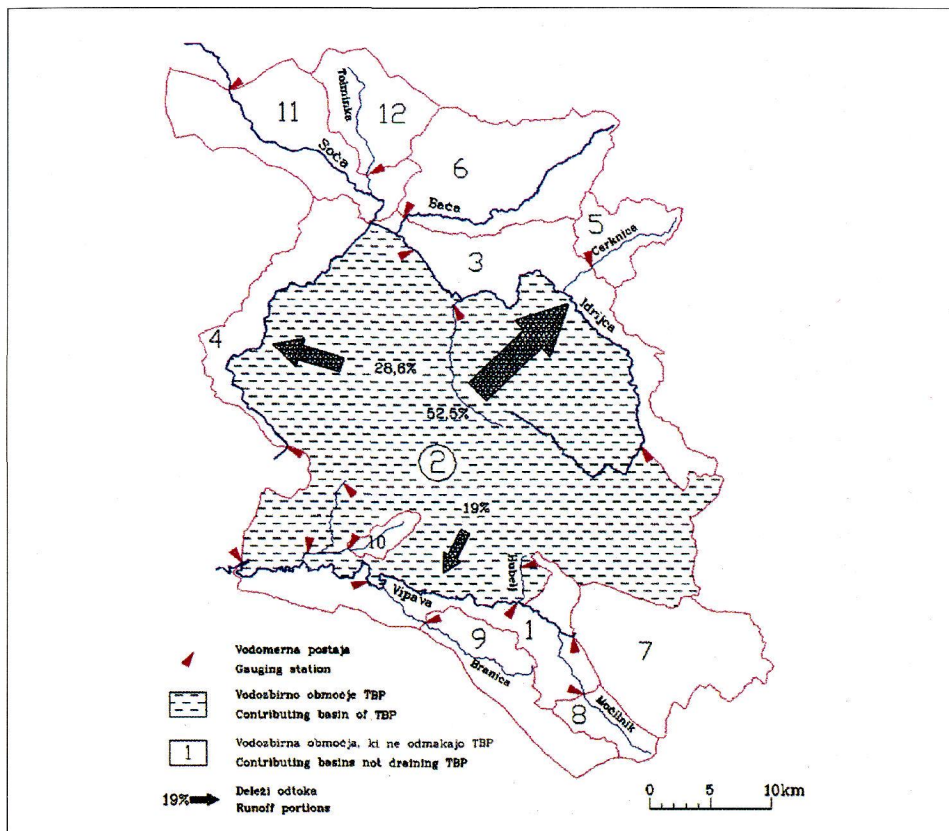 11
Tolminka
12
Soča
6
Bača
5
Cerknica
3
Idrijca
4
28,6%
52,5%
2
19%
10
Hubelj
Vipava
1
9
7
Branica
8
Močilnik
Vodomerna postaja
Gauging station
Vodozbirno območje TBP
Contributing basin of TBP
1
Vodozbirna območja, ki ne odmakajo TBP
Contributing basins not draining TBP
19%
Deleži odtoka
Runoff portions
0 5 10km